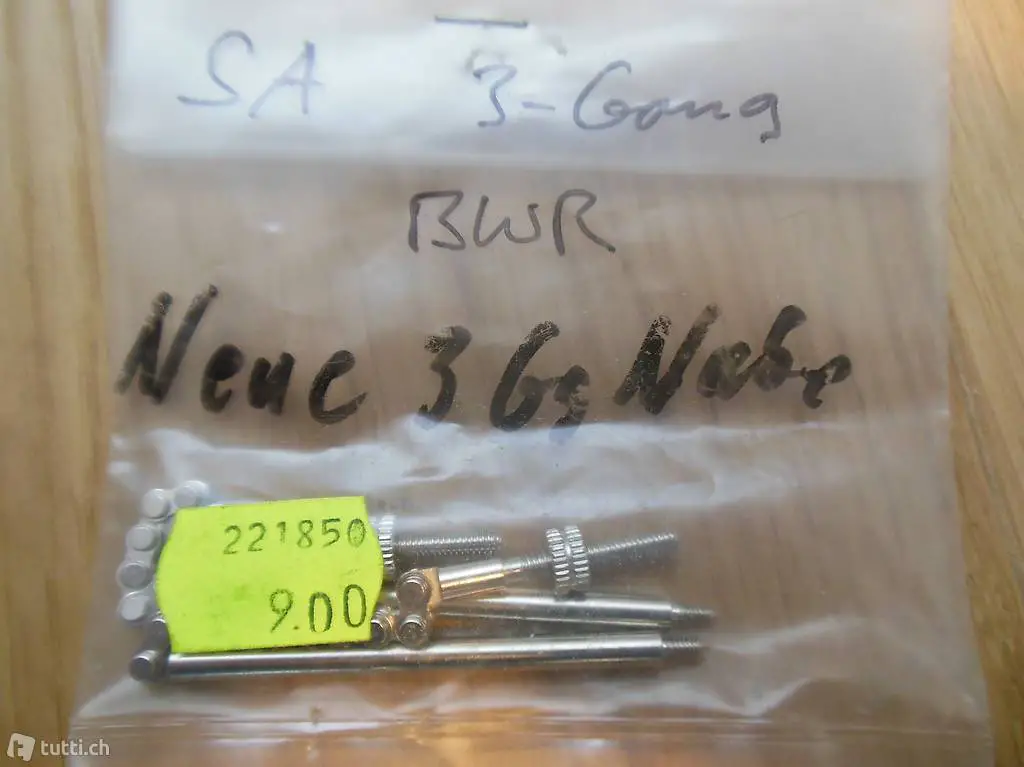 SA 3-Gang
BWR
Neue 3 Gg Nabe
221850
9.00
tutti.ch